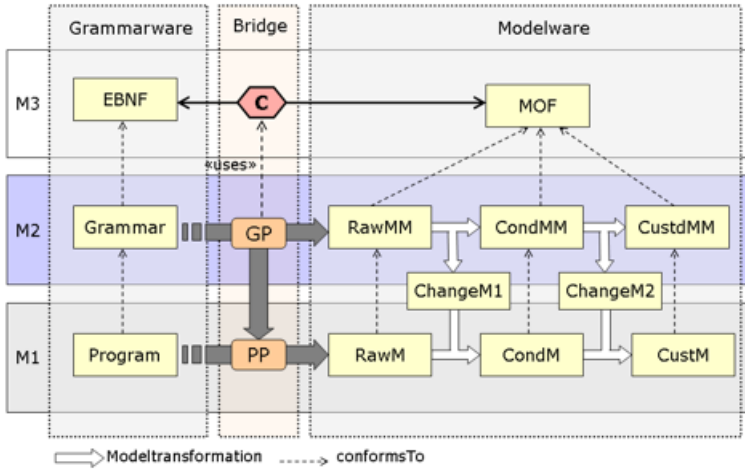 Grammarware
Bridge
Modelware
M3
EBNF
C
MOF
«uses»
M2
Grammar
GP
RawMM
CondMM
CustdMM
ChangeM1
ChangeM2
M1
Program
PP
RawM
CondM
CustM
Modeltransformation
conformsTo